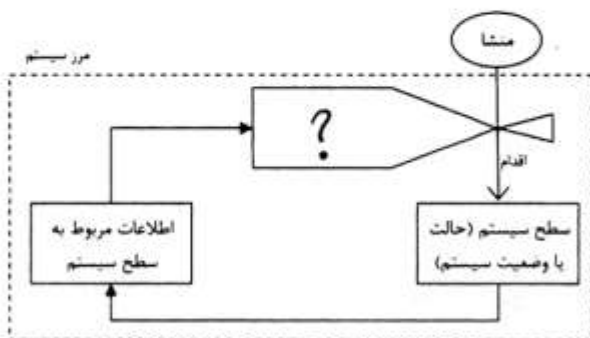 منشا
مرز سیستم
?
اقدام
سطح سیستم (حالت
یا وضعیت سیستم)
اطلاعات مربوط به
سطح سیستم